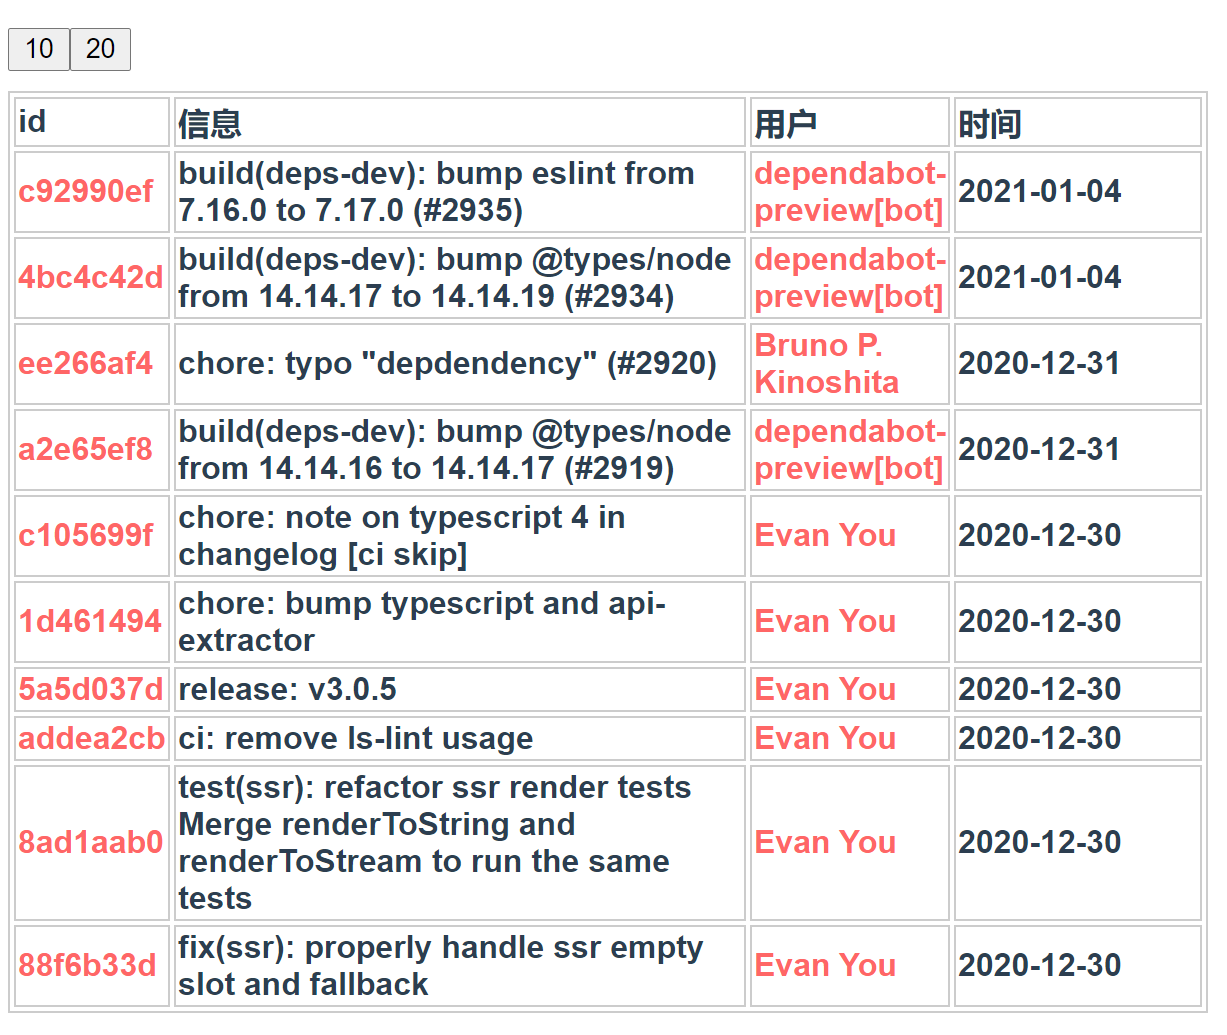 10 20
id 信息 用户 时间
c92990ef build(deps-dev): bump eslint from 7.16.0 to 7.17.0 (#2935) dependabot-preview[bot] 2021-01-04
4bc4c42d build(deps-dev): bump @types/node from 14.14.17 to 14.14.19 (#2934) dependabot-preview[bot] 2021-01-04
ee266af4 chore: typo "depdendency" (#2920) Bruno P. Kinoshita 2020-12-31
a2e65ef8 build(deps-dev): bump @types/node from 14.14.16 to 14.14.17 (#2919) dependabot-preview[bot] 2020-12-31
c105699f chore: note on typescript 4 in changelog [ci skip] Evan You 2020-12-30
1d461494 chore: bump typescript and api-extractor Evan You 2020-12-30
5a5d037d release: v3.0.5 Evan You 2020-12-30
addea2cb ci: remove ls-lint usage Evan You 2020-12-30
8ad1aab0 test(ssr): refactor ssr render tests Merge renderToString and renderToStream to run the same tests Evan You 2020-12-30
88f6b33d fix(ssr): properly handle ssr empty slot and fallback Evan You 2020-12-30